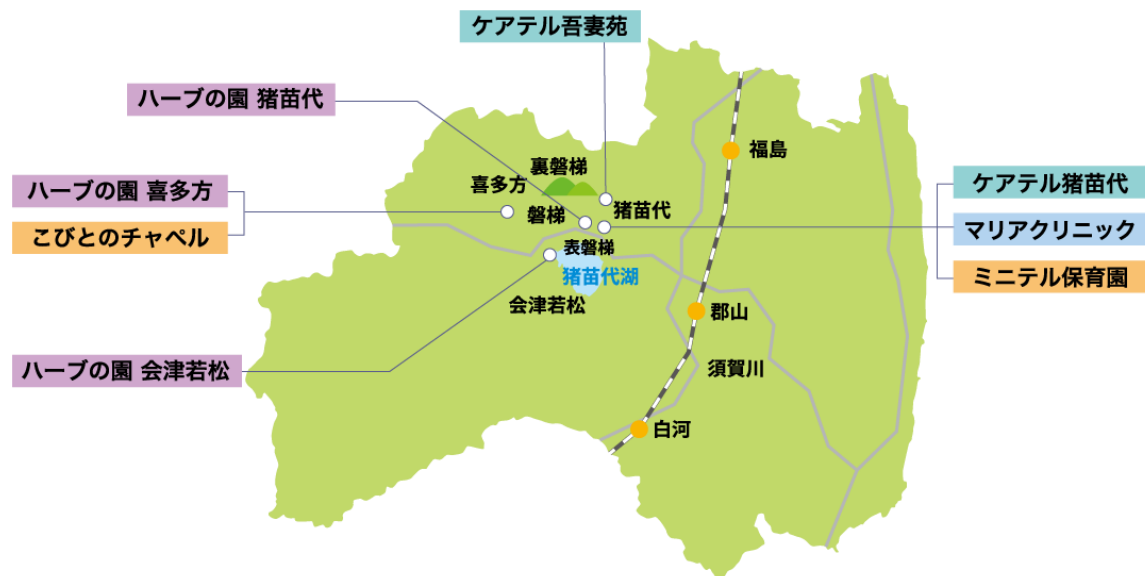 ケアテル吾妻苑
ハーブの園 猪苗代
福島
裏磐梯
喜多方
ハーブの園 喜多方
ケアテル猪苗代
猪苗代
磐梯
こびとのチャペル
マリアクリニック
表磐梯
猪苗代湖
ミニテル保育園
会津若松
郡山
ハーブの園 会津若松
須賀川
白河